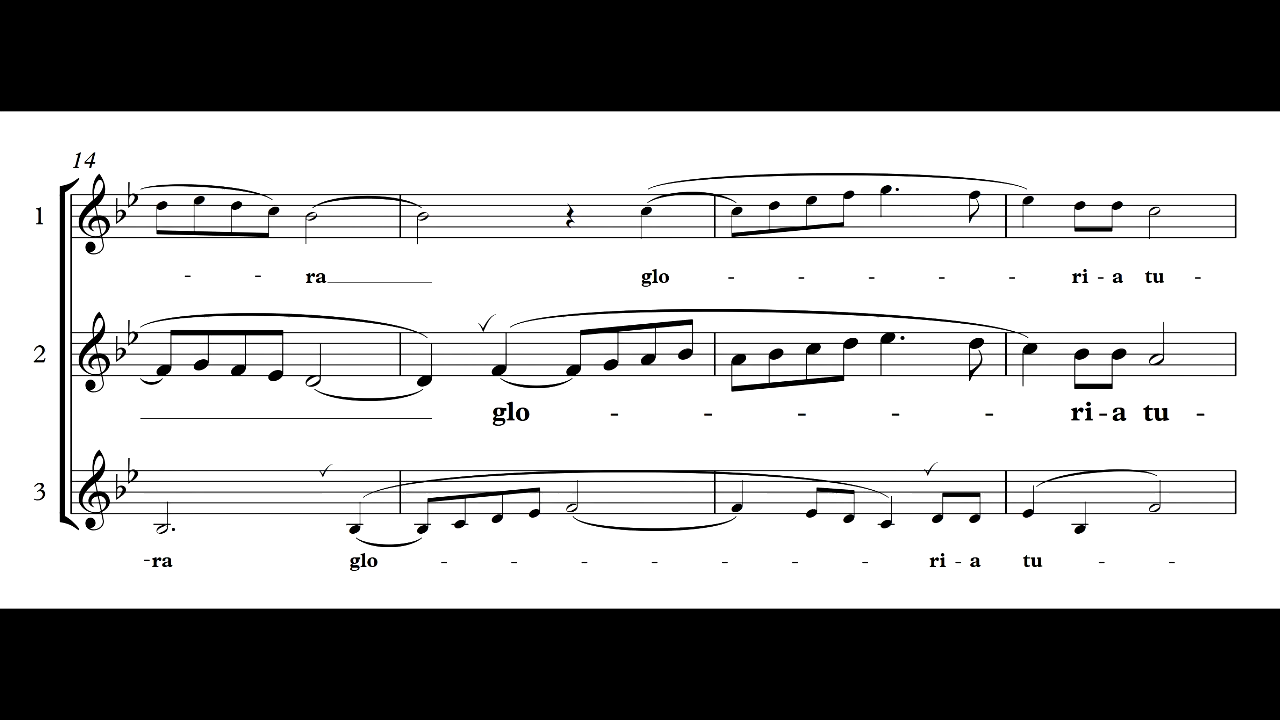 14
1
- - ra glo - - - - - ri - a tu -
2
glo - - - - - ri - a tu -
3
-ra glo - - - - - - - ri - a tu - -